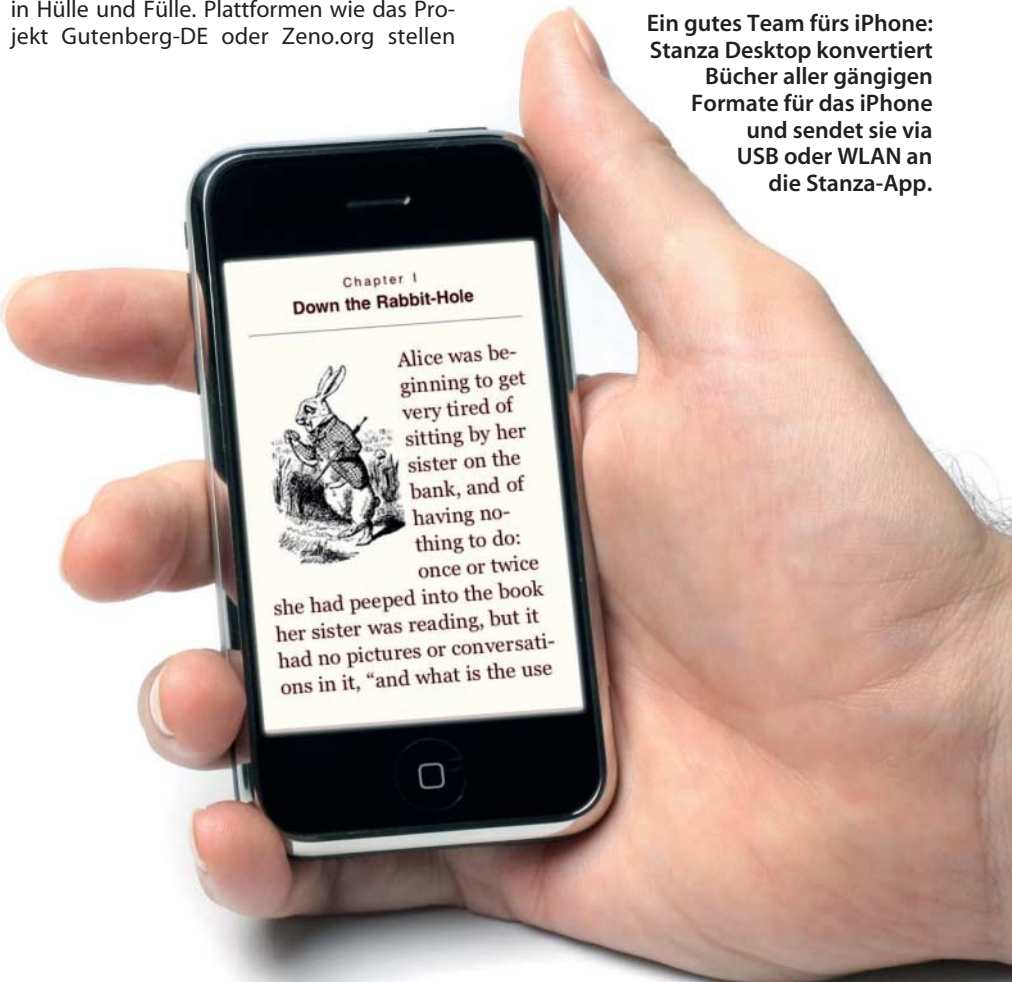 in Hülle und Fülle. Plattformen wie das Pro-
jekt Gutenberg-DE oder Zeno.org stellen
Ein gutes Team fürs iPhone:
Stanza Desktop konvertiert
Bücher aller gängigen
Formate für das iPhone
und sendet sie via
USB oder WLAN an
die Stanza-App.
Chapter I
Down the Rabbit-Hole
Alice was be-
ginning to get
very tired of
sitting by her
sister on the
bank, and of
having no-
thing to do:
once or twice
she had peeped into the book
her sister was reading, but it
had no pictures or conversati-
ons in it, “and what is the use